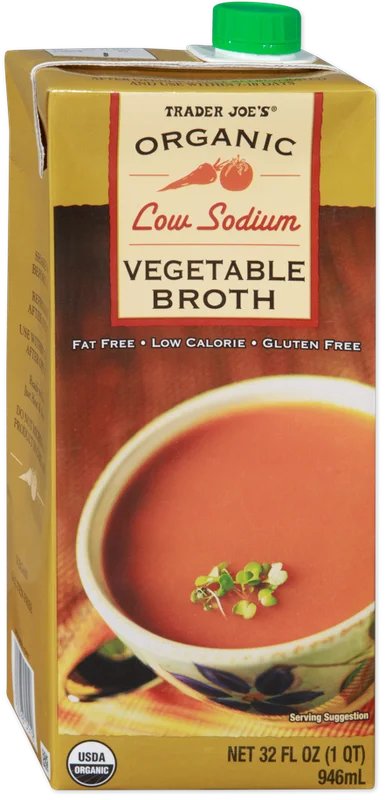 TRADER JOE'S®
ORGANIC
Low Sodium
VEGETABLE
BROTH
FAT FREE • LOW CALORIE • GLUTEN FREE
Serving Suggestion
USDA
ORGANIC
NET 32 FL OZ (1 QT)
946mL